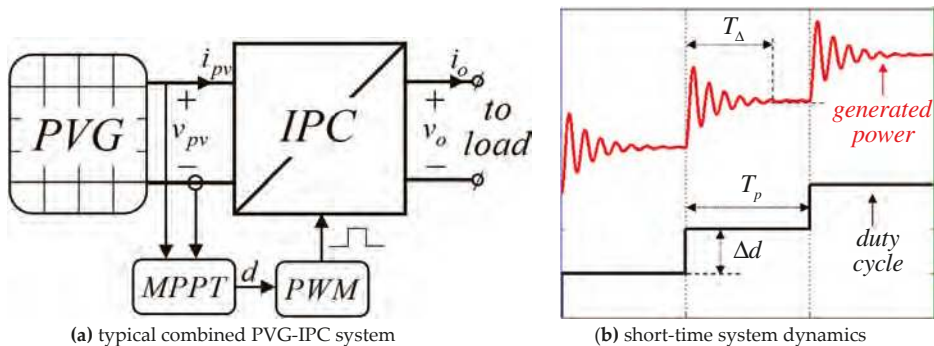 PVG
i_pv
+
v_pv
−
IPC
i_o
+
v_o
−
to
load
MPPT
d
PWM
(a) typical combined PVG-IPC system
T_Δ
generated
power
T_p
Δd
duty
cycle
(b) short-time system dynamics